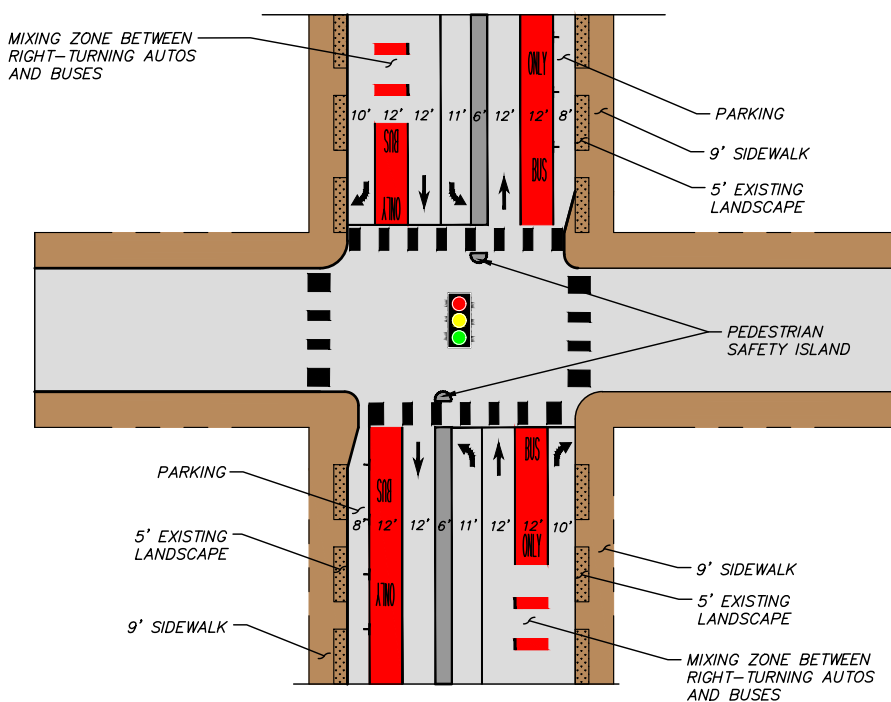 MIXING ZONE BETWEEN
RIGHT-TURNING AUTOS
AND BUSES
ONLY
PARKING
10' 12' 12' 11' 6' 12' 12' 8'
BUS
9' SIDEWALK
BUS
5' EXISTING
LANDSCAPE
ONLY
PEDESTRIAN
SAFETY ISLAND
BUS
PARKING
BUS
8' 12' 12' 6' 11' 12' 12' 10'
5' EXISTING
LANDSCAPE
ONLY
9' SIDEWALK
ONLY
5' EXISTING
LANDSCAPE
9' SIDEWALK
MIXING ZONE BETWEEN
RIGHT-TURNING AUTOS
AND BUSES